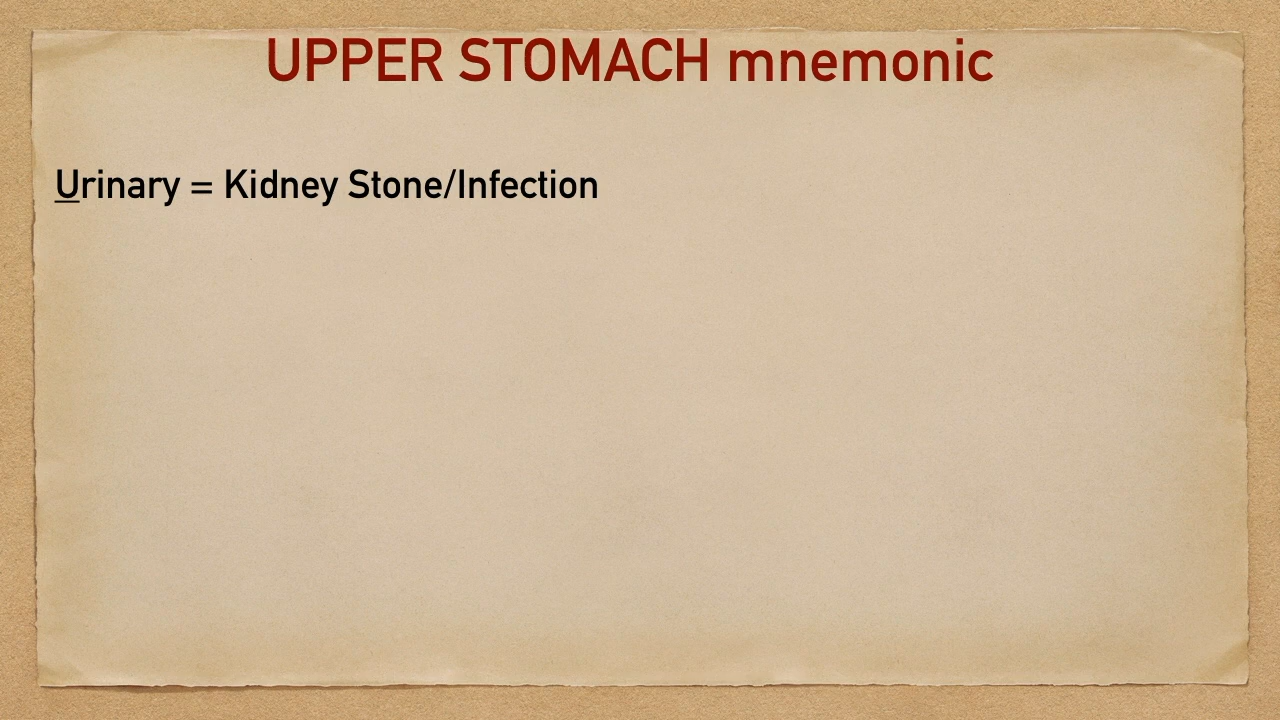 UPPER STOMACH mnemonic
Urinary = Kidney Stone/Infection